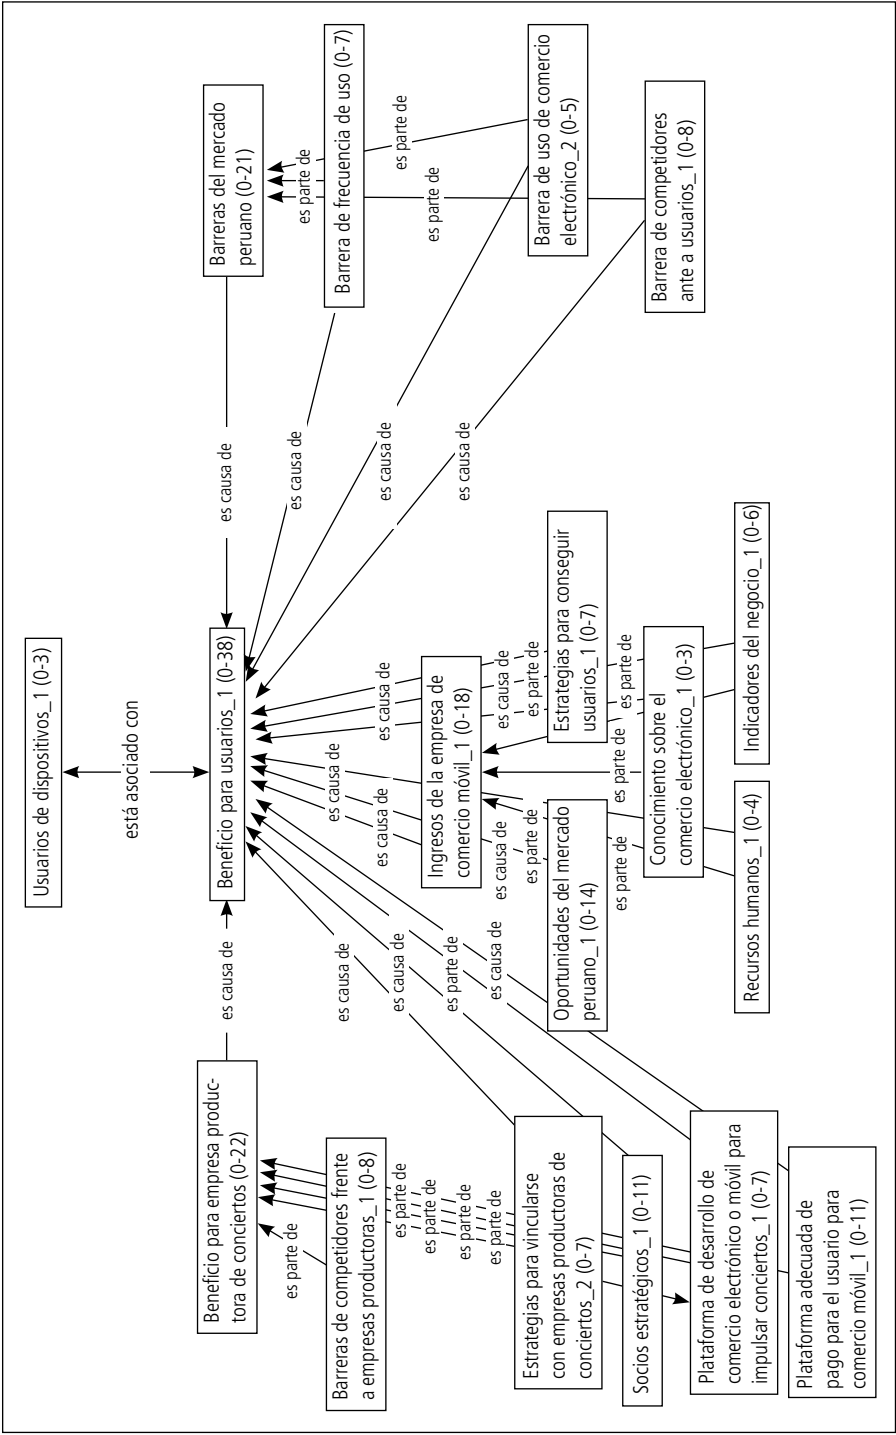 Usuarios de dispositivos_1 (0-3)
está asociado con
Beneficio para empresa produc-
tora de conciertos (0-22)
es causa de
Beneficio para usuarios_1 (0-38)
es causa de
Barreras del mercado
peruano (0-21)
es parte de
Barreras de competidores frente
a empresas productoras_1 (0-8)
es parte de
es parte de
es parte de
es parte de
Estrategias para vincularse
con empresas productoras de
conciertos_2 (0-7)
Socios estratégicos_1 (0-11)
Plataforma de desarrollo de
comercio electrónico o móvil para
impulsar conciertos_1 (0-7)
Plataforma adecuada de
pago para el usuario para
comercio móvil_1 (0-11)
es causa de
es causa de
es parte de
es causa de
es causa de
es causa de
es causa de
es causa de
es causa de
es causa de
Ingresos de la empresa de
comercio móvil_1 (0-18)
es causa de
es parte de
es causa de
es parte de
Oportunidades del mercado
peruano_1 (0-14)
Estrategias para conseguir
usuarios_1 (0-7)
es parte de
es parte de
es parte de
Conocimiento sobre el
comercio electrónico_1 (0-3)
Recursos humanos_1 (0-4)
Indicadores del negocio_1 (0-6)
es causa de
es causa de
es causa de
es parte de
es parte de
Barrera de frecuencia de uso (0-7)
es parte de
es parte de
Barrera de uso de comercio
electrónico_2 (0-5)
Barrera de competidores
ante a usuarios_1 (0-8)